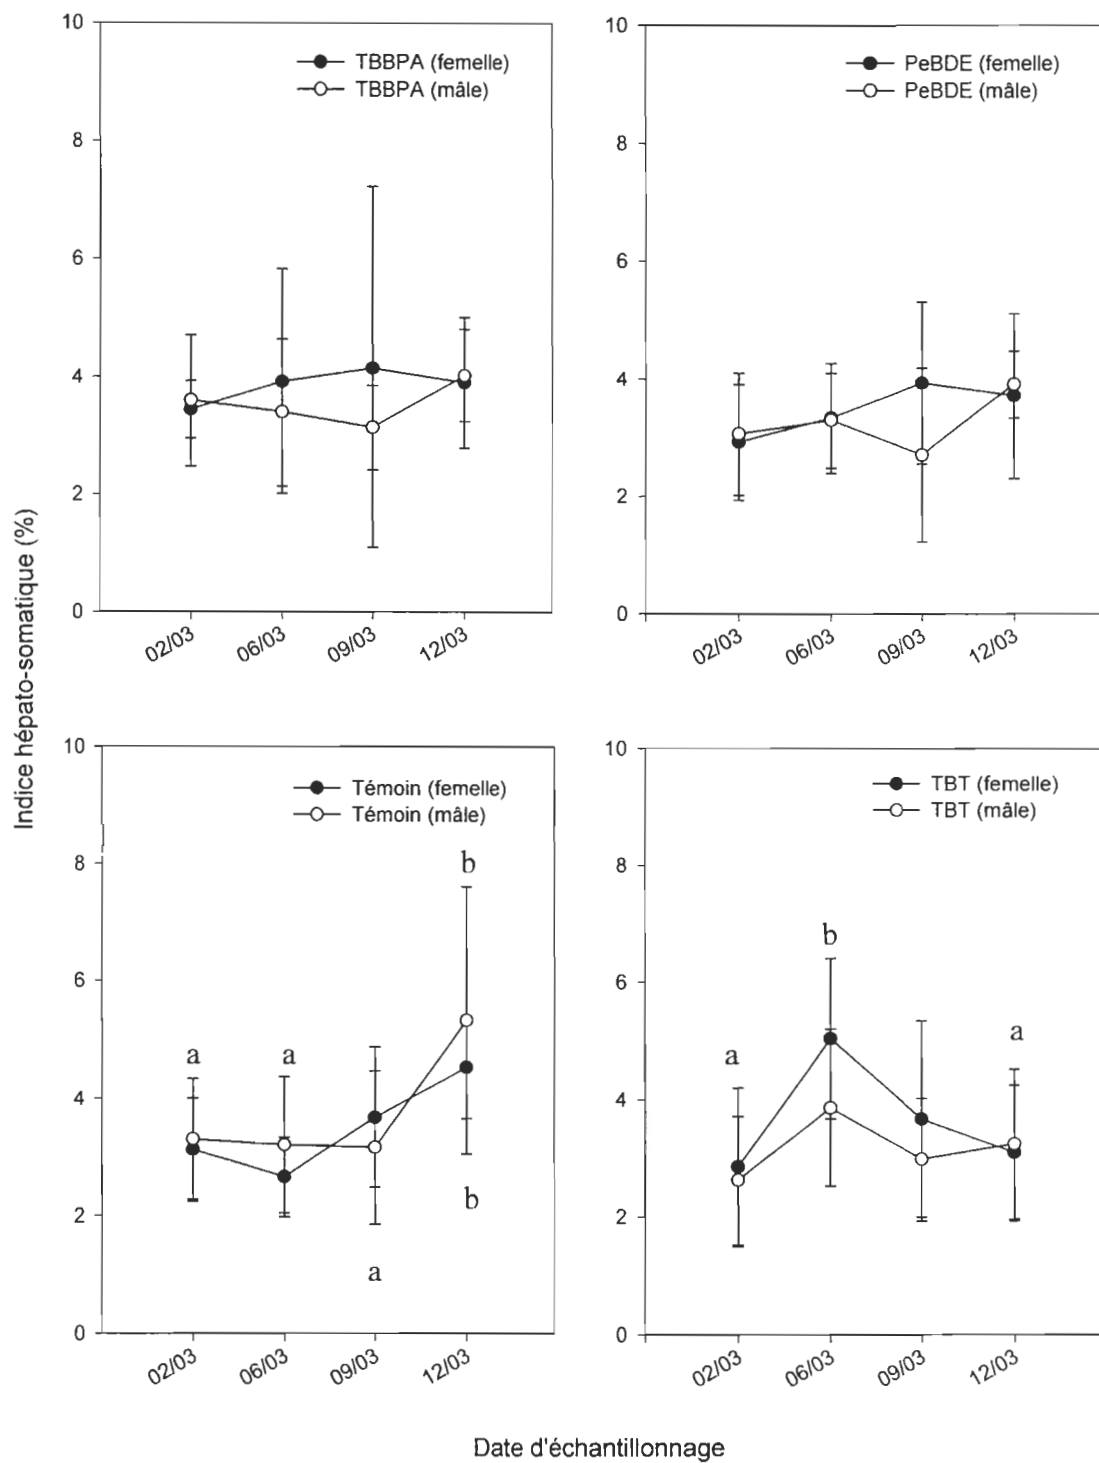 10
8
6
4
2
0
TBBPA (femelle)
TBBPA (mâle)
02/03
06/03
09/03
12/03
10
8
6
4
2
0
PeBDE (femelle)
PeBDE (mâle)
02/03
06/03
09/03
12/03
Indice hépato-somatique (%)
10
8
6
4
2
0
Témoin (femelle)
Témoin (mâle)
b
a
a
b
a
02/03
06/03
09/03
12/03
10
8
6
4
2
0
TBT (femelle)
TBT (mâle)
b
a
a
02/03
06/03
09/03
12/03
Date d'échantillonnage